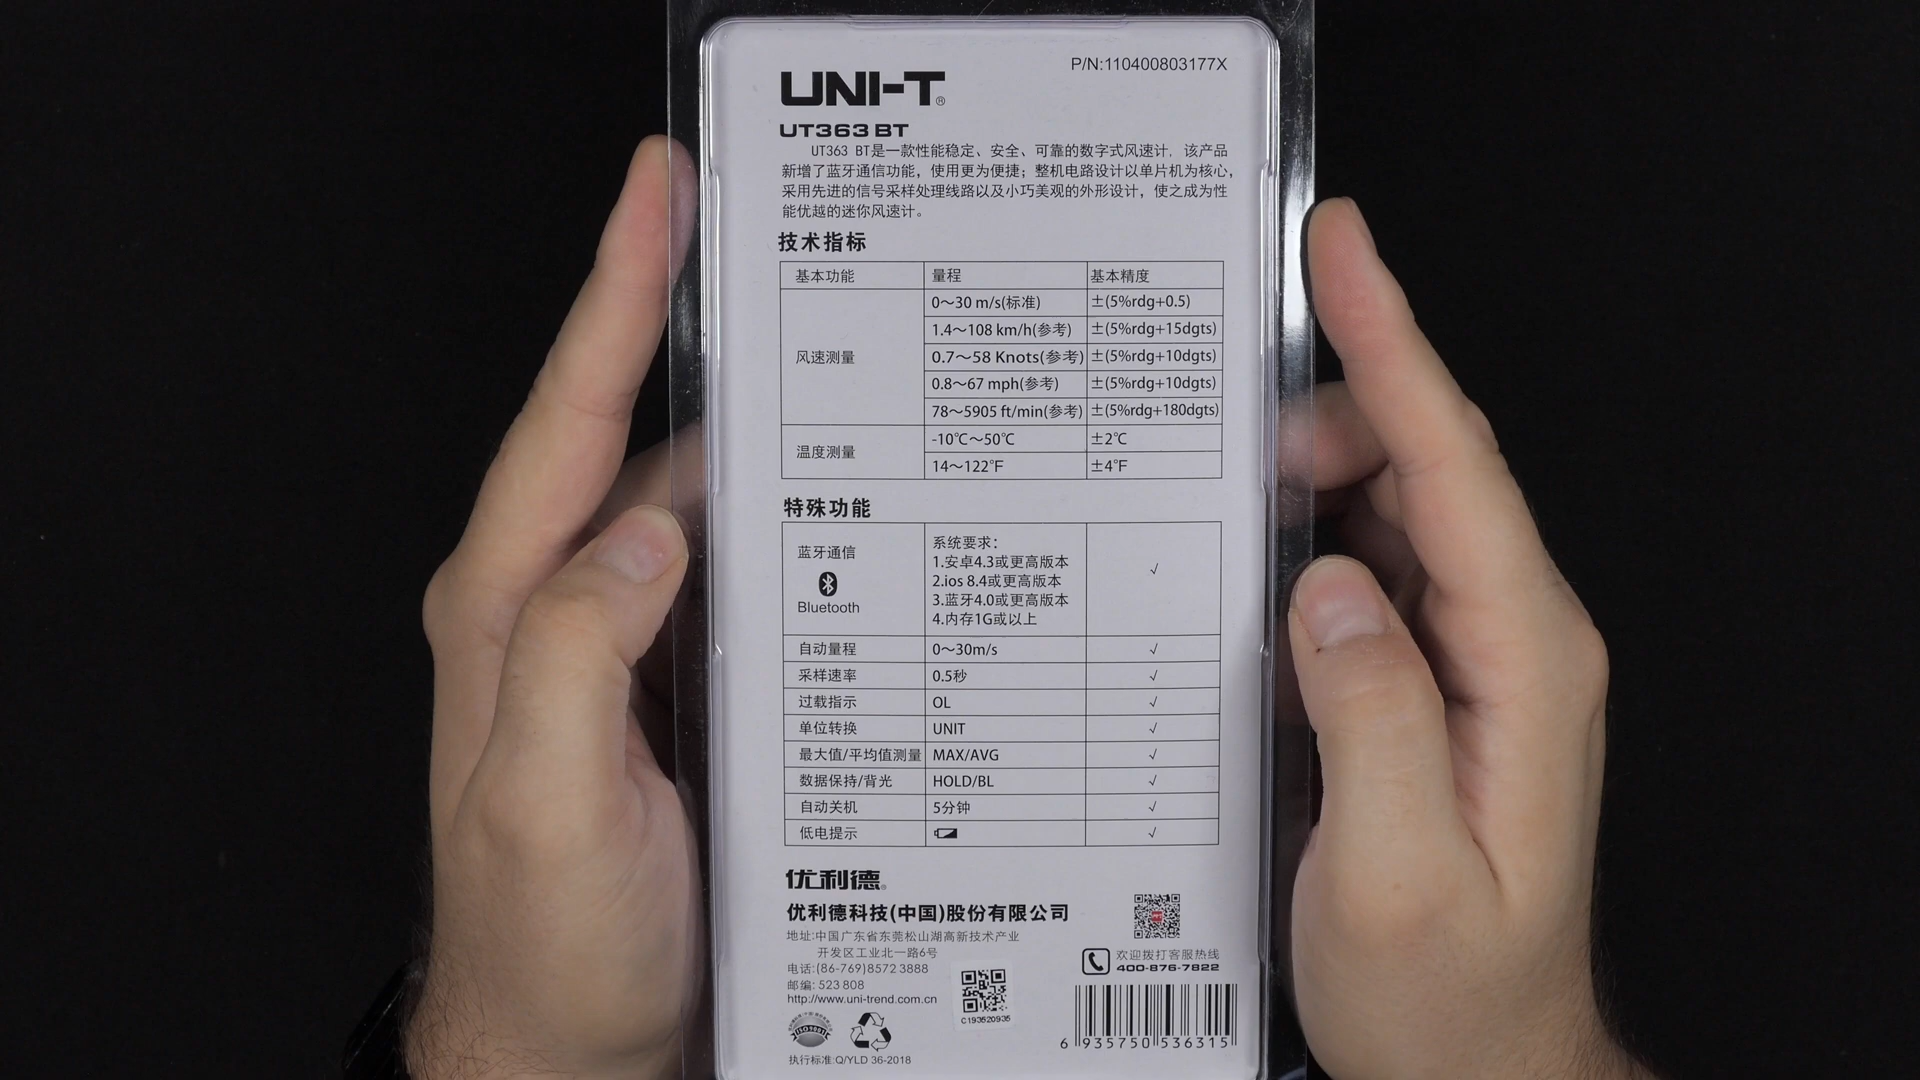 P/N:110400803177X
UNI-T®
UT363 BT
UT363 BT是一款性能稳定、安全、可靠的数字式风速计，该产品
新增了蓝牙通信功能，使用更为便捷；整机电路设计以单片机为核心，
采用先进的信号采样处理线路以及小巧美观的外形设计，使之成为性
能优越的迷你风速计。
技术指标
基本功能 量程 基本精度
0～30 m/s(标准) ±(5%rdg+0.5)
1.4～108 km/h(参考) ±(5%rdg+15dgts)
风速测量 0.7～58 Knots(参考) ±(5%rdg+10dgts)
0.8～67 mph(参考) ±(5%rdg+10dgts)
78～5905 ft/min(参考) ±(5%rdg+180dgts)
温度测量
-10℃～50℃ ±2℃
14～122℉ ±4℉
特殊功能
蓝牙通信
Bluetooth
系统要求：
1.安卓4.3或更高版本
2.ios 8.4或更高版本
3.蓝牙4.0或更高版本
4.内存1G或以上
√
自动量程 0～30m/s √
采样速率 0.5秒 √
过载指示 OL √
单位转换 UNIT √
最大值/平均值测量 MAX/AVG √
数据保持/背光 HOLD/BL √
自动关机 5分钟 √
低电提示 √
优利德®
优利德科技(中国)股份有限公司
地址:中国广东省东莞松山湖高新技术产业
开发区工业北一路6号
电话:(86-769)8572 3888
邮编: 523 808
http://www.uni-trend.com.cn
C193520935
欢迎拨打客服热线
400-876-7822
ISO 9001
执行标准:Q/YLD 36-2018
6 935750 536315